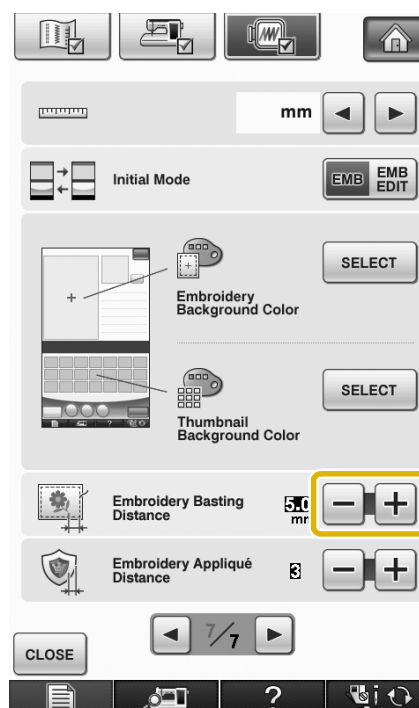 mm
Initial Mode
EMB
EMB
EDIT
SELECT
Embroidery
Background Color
SELECT
Thumbnail
Background Color
Embroidery Basting
Distance
5.0
mm
Embroidery Appliqué
Distance
3
7/7
CLOSE
?